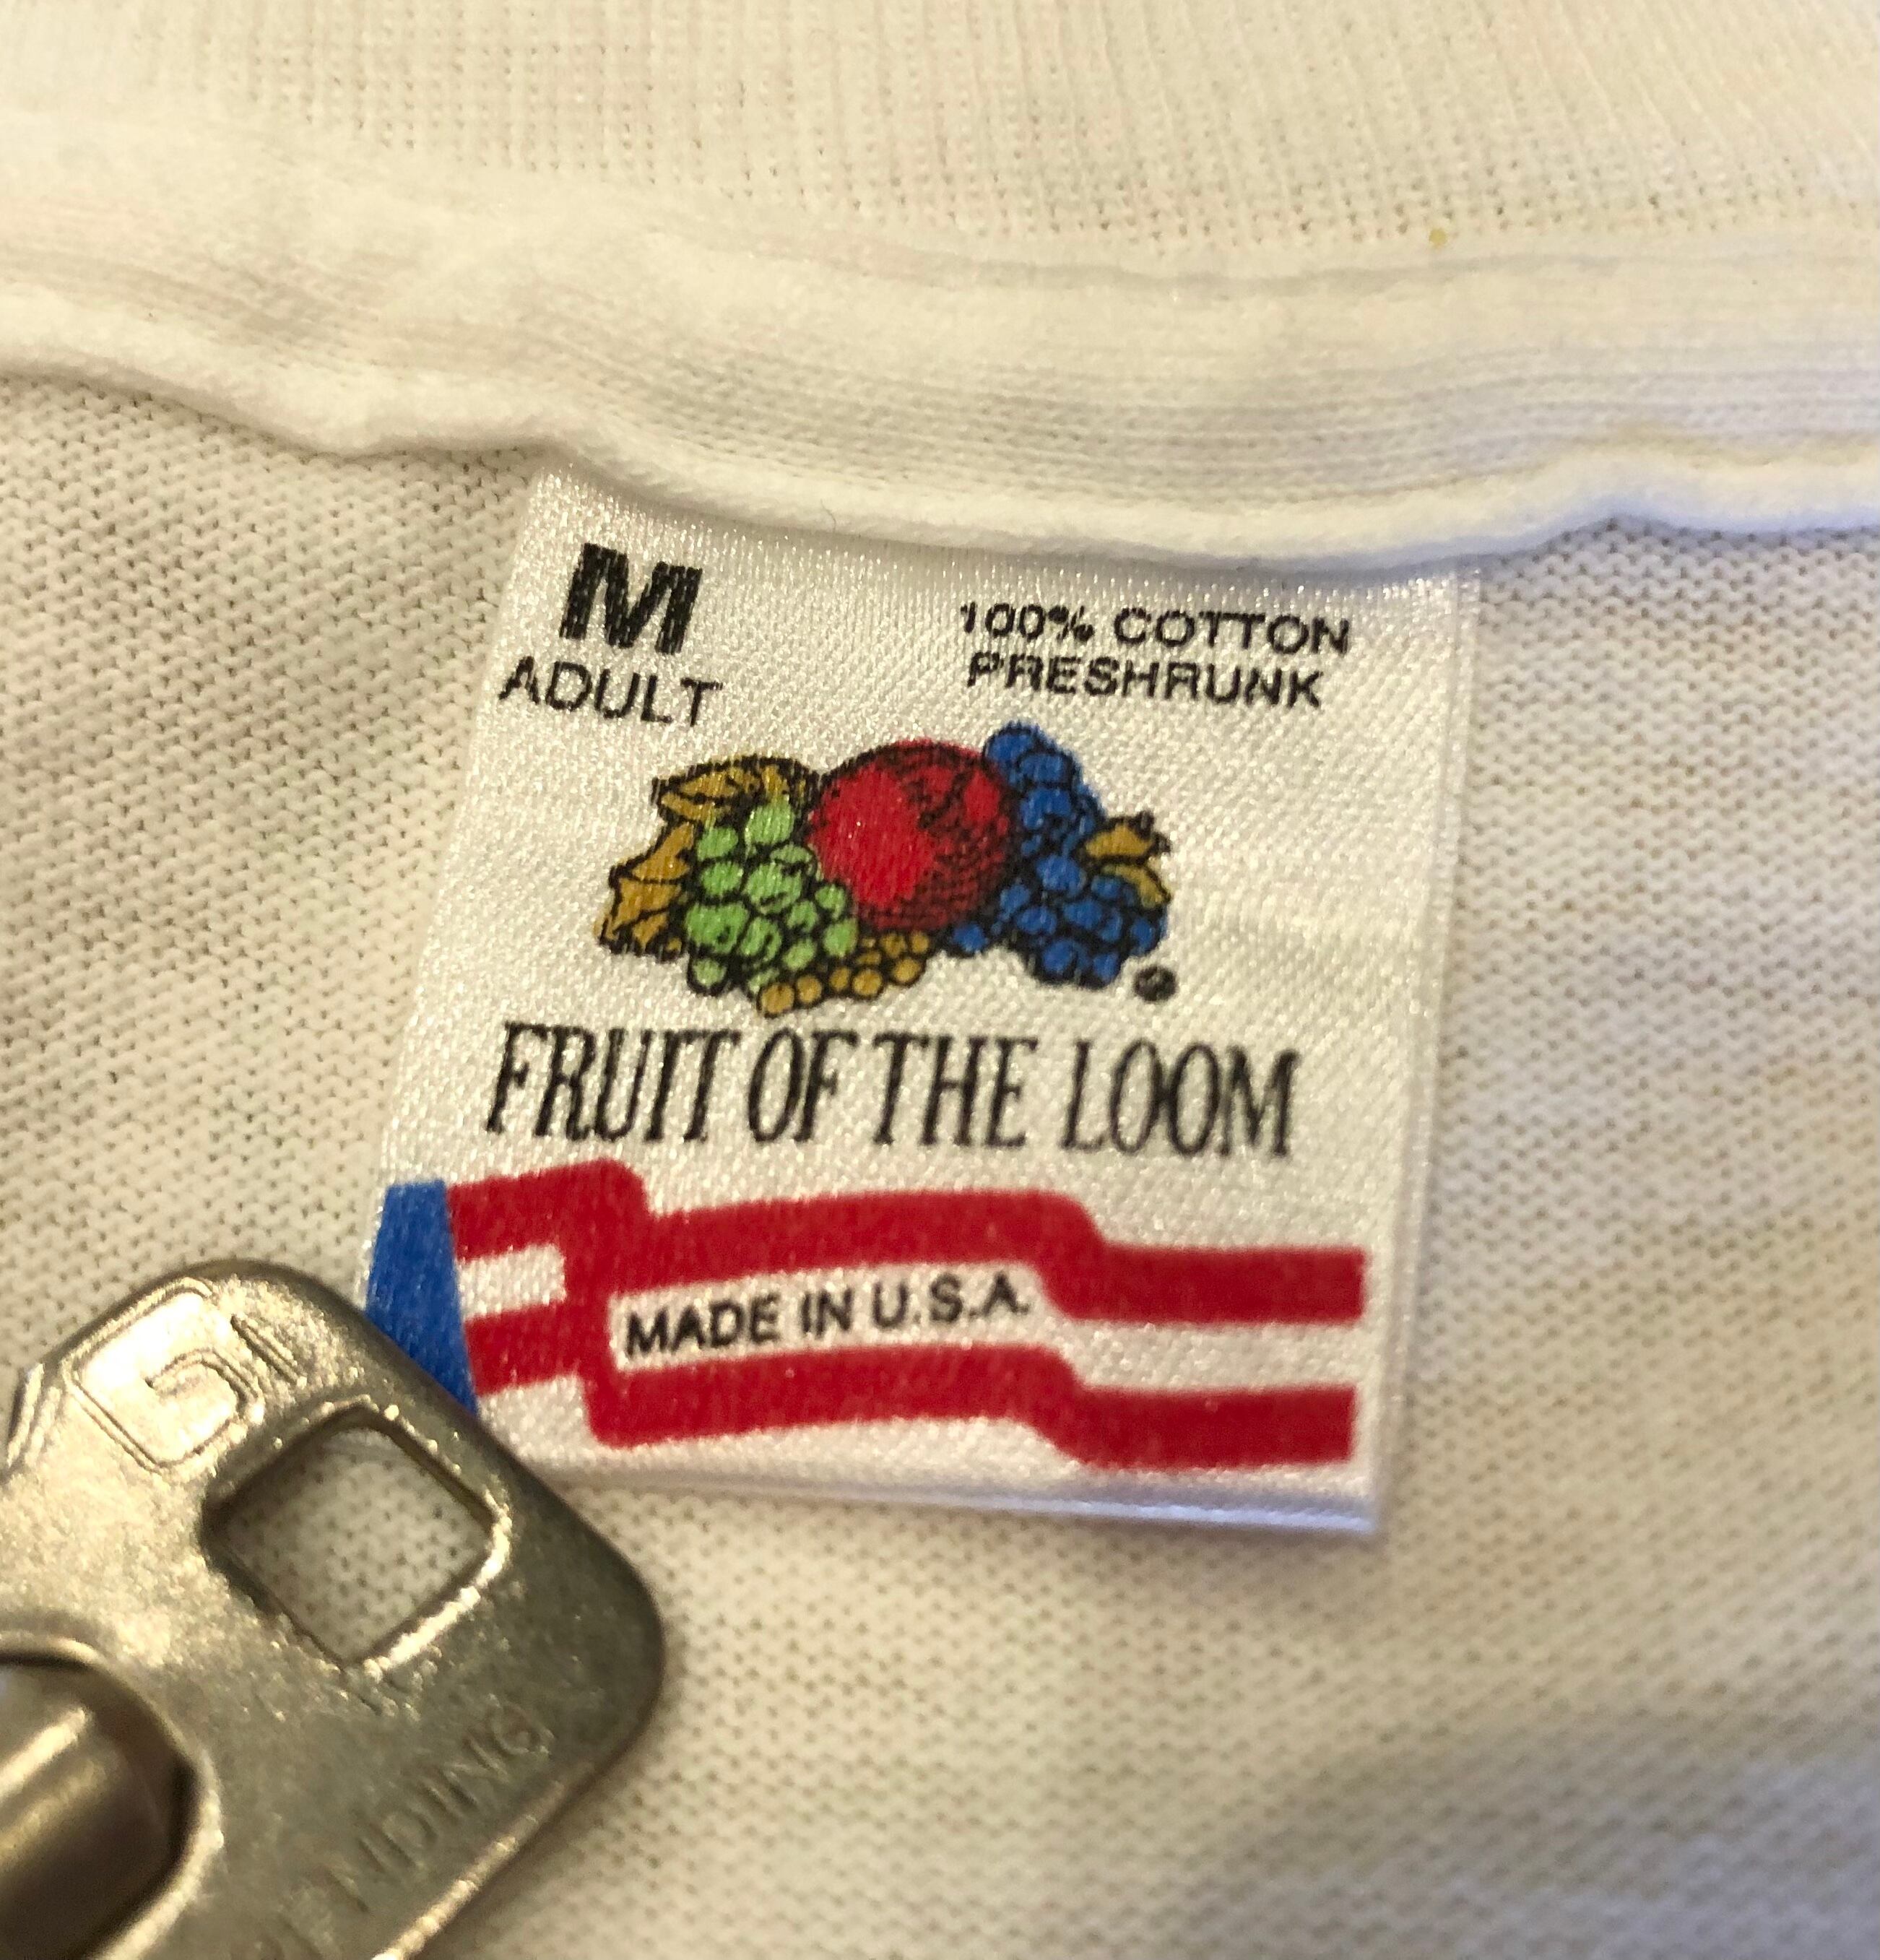 M
ADULT
100% COTTON
PRESHRUNK
FRUIT OF THE LOOM
MADE IN U.S.A.